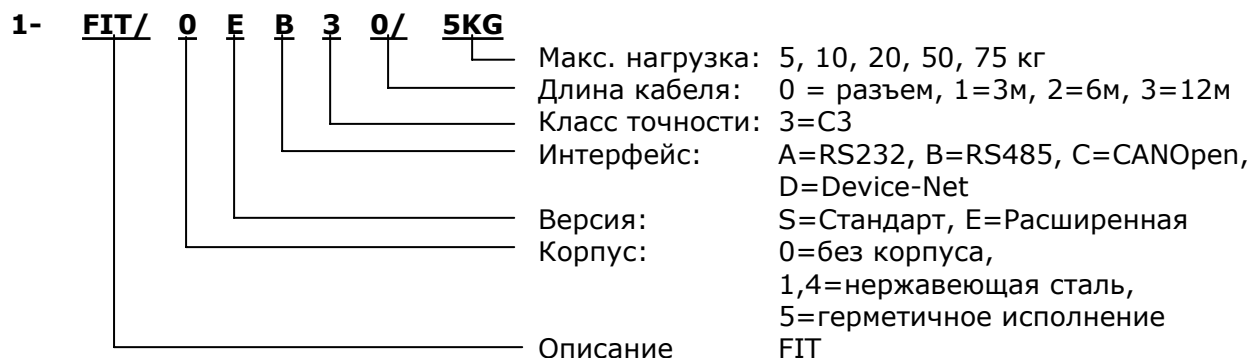 1- FIT/ 0 E B 3 0/ 5KG
Макс. нагрузка: 5, 10, 20, 50, 75 кг
Длина кабеля: 0 = разъем, 1=3м, 2=6м, 3=12м
Класс точности: 3=C3
Интерфейс: A=RS232, B=RS485, C=CANOpen,
D=Device-Net
Версия: S=Стандарт, E=Расширенная
Корпус: 0=без корпуса,
1,4=нержавеющая сталь,
5=герметичное исполнение
Описание FIT